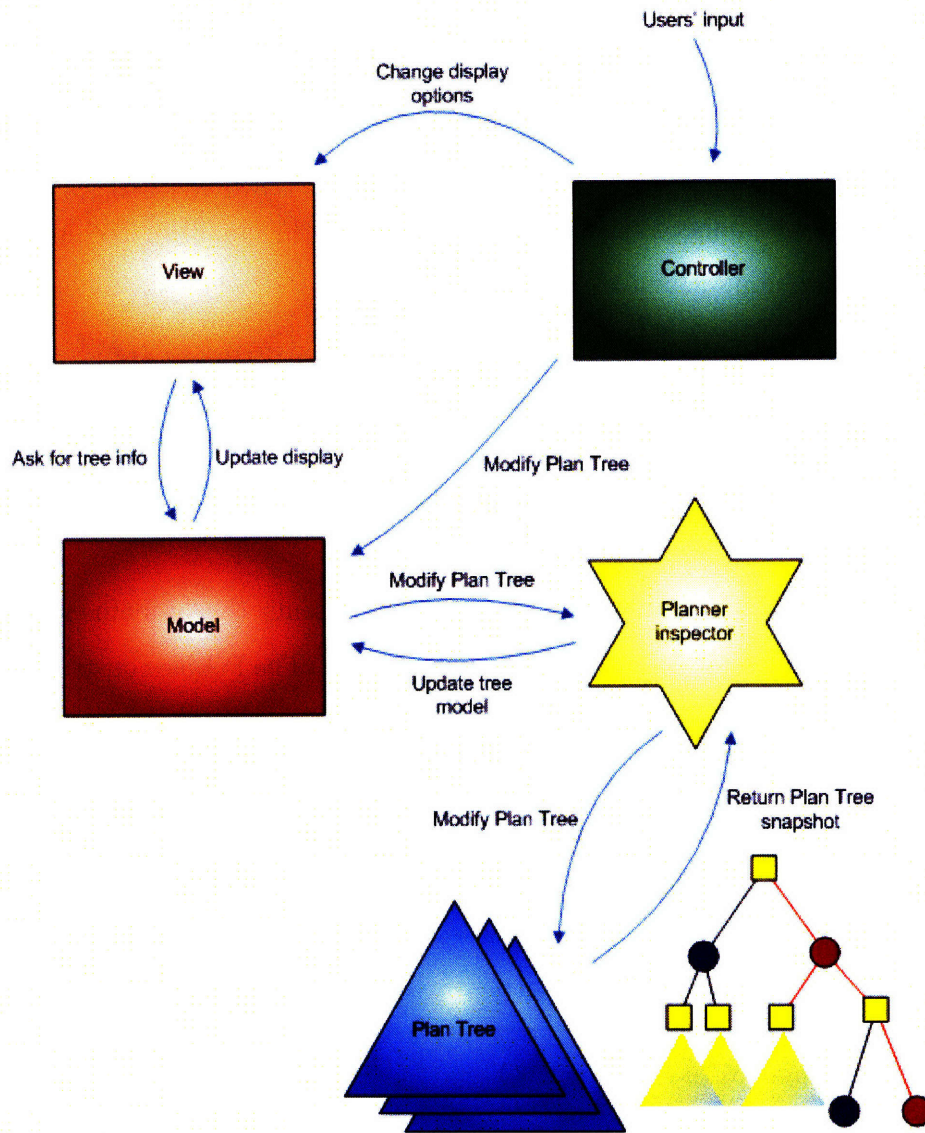 Users' input
Change display
options
View
Controller
Ask for tree info
Update display
Modify Plan Tree
Model
Modify Plan Tree
Planner
inspector
Update tree
model
Modify Plan Tree
Return Plan Tree
snapshot
Plan Tree